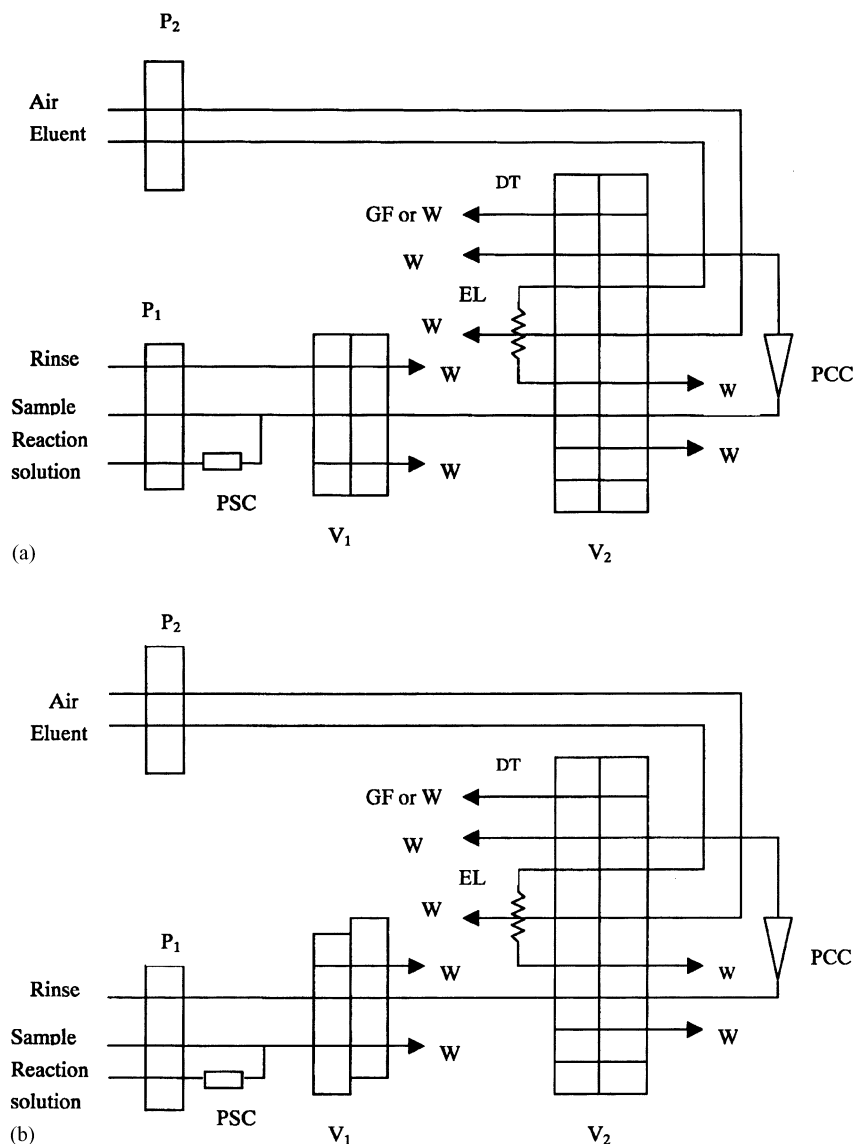 P2
Air
Eluent
DT
GF or W
W
EL
P1
W
Rinse
W
PCC
Sample
W
Reaction
solution
W
W
PSC
V1
V2
(a)
P2
Air
Eluent
DT
GF or W
W
EL
W
P1
W
W
PCC
Rinse
Sample
W
W
Reaction
solution
PSC
V1
V2
(b)